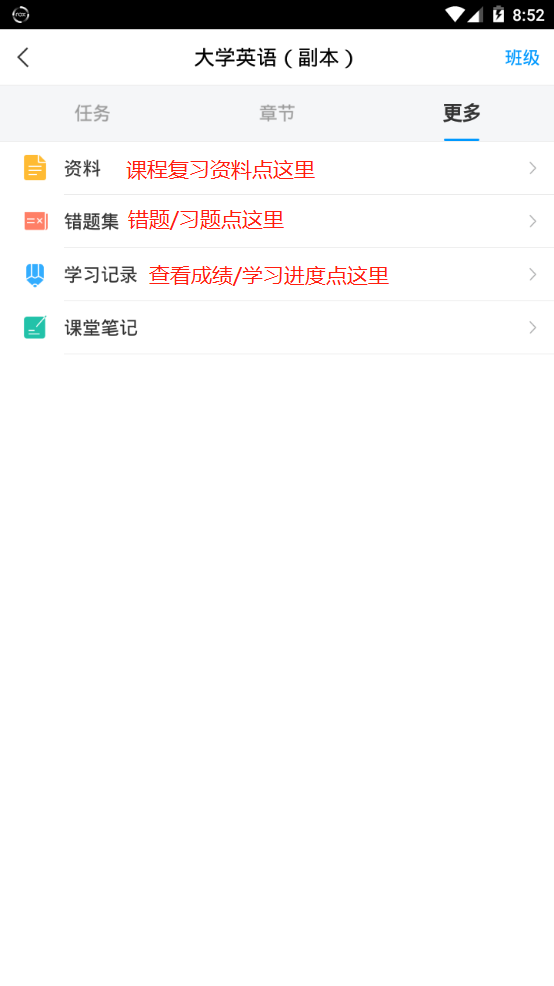 8:52
大学英语（副本）
班级
任务 章节 更多
资料 课程复习资料点这里
错题集 错题/习题点这里
学习记录 查看成绩/学习进度点这里
课堂笔记